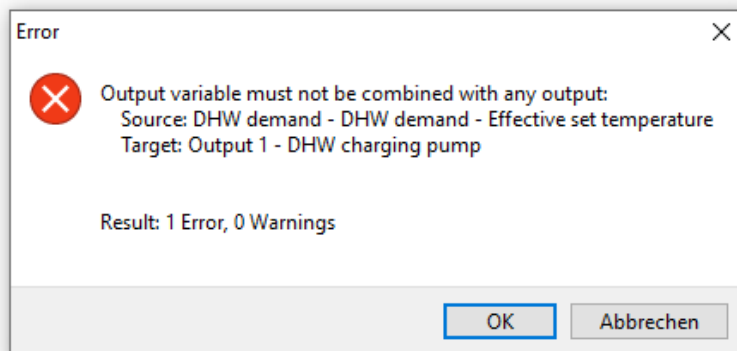 Error
Output variable must not be combined with any output:
Source: DHW demand - DHW demand - Effective set temperature
Target: Output 1 - DHW charging pump
Result: 1 Error, 0 Warnings
OK
Abbrechen